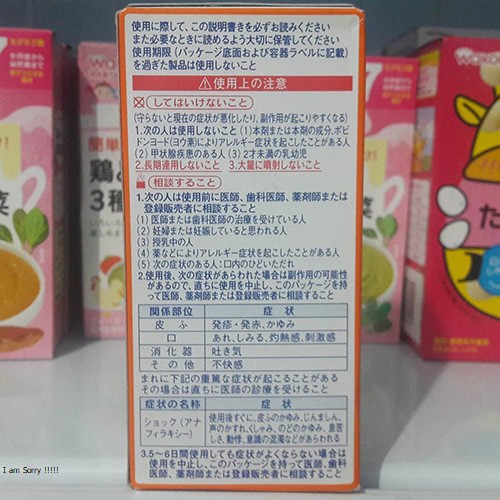 使用に際して、この説明書を必ずお読みください
また必要なときに読めるよう大切に保管してください
使用期限(パッケージ底面および容器ラベルに記載)
を過ぎた製品は使用しないこと
使用上の注意
してはいけないこと
(守らないと現在の症状が悪化したり、副作用が起こりやすくなる)
1.次の人は使用しないこと (1)本剤または本剤の成分、ポビ
ドンヨード(ヨウ素)によりアレルギー症状を起こしたことがある人
(2)甲状腺疾患のある人 (3)2才未満の乳幼児
2.長期連用しないこと 3.大量に噴射しないこと
相談すること
1.次の人は使用前に医師、歯科医師、薬剤師または
登録販売者に相談すること
(1)医師または歯科医師の治療を受けている人
(2)妊婦または妊娠していると思われる人
(3)授乳中の人
(4)薬などによりアレルギー症状を起こしたことがある人
(5)次の症状のある人:口内のひどいただれ
2.使用後、次の症状があらわれた場合は副作用の可能性
があるので、直ちに使用を中止し、このパッケージを持
って医師、薬剤師または登録販売者に相談すること
関係部位 症状
皮ふ 発疹・発赤、かゆみ
口 あれ、しみる、灼熱感、刺激感
消化器 吐き気
その他 不快感
まれに下記の重篤な症状が起こることがある
その場合は直ちに医師の診療を受けること
症状の名称 症状
ショック(アナ
フィラキシー)
使用後すぐに、皮ふのかゆみ、じんましん、
声のかすれ、くしゃみ、のどのかゆみ、息苦
しさ、動悸、意識の混濁などがあらわれる
3.5〜6日間使用しても症状がよくならない場合は
使用を中止し、このパッケージを持って医師、歯科
医師、薬剤師または登録販売者に相談すること
簡単
鶏
3種
菜
7
た
I am Sorry !!!!!